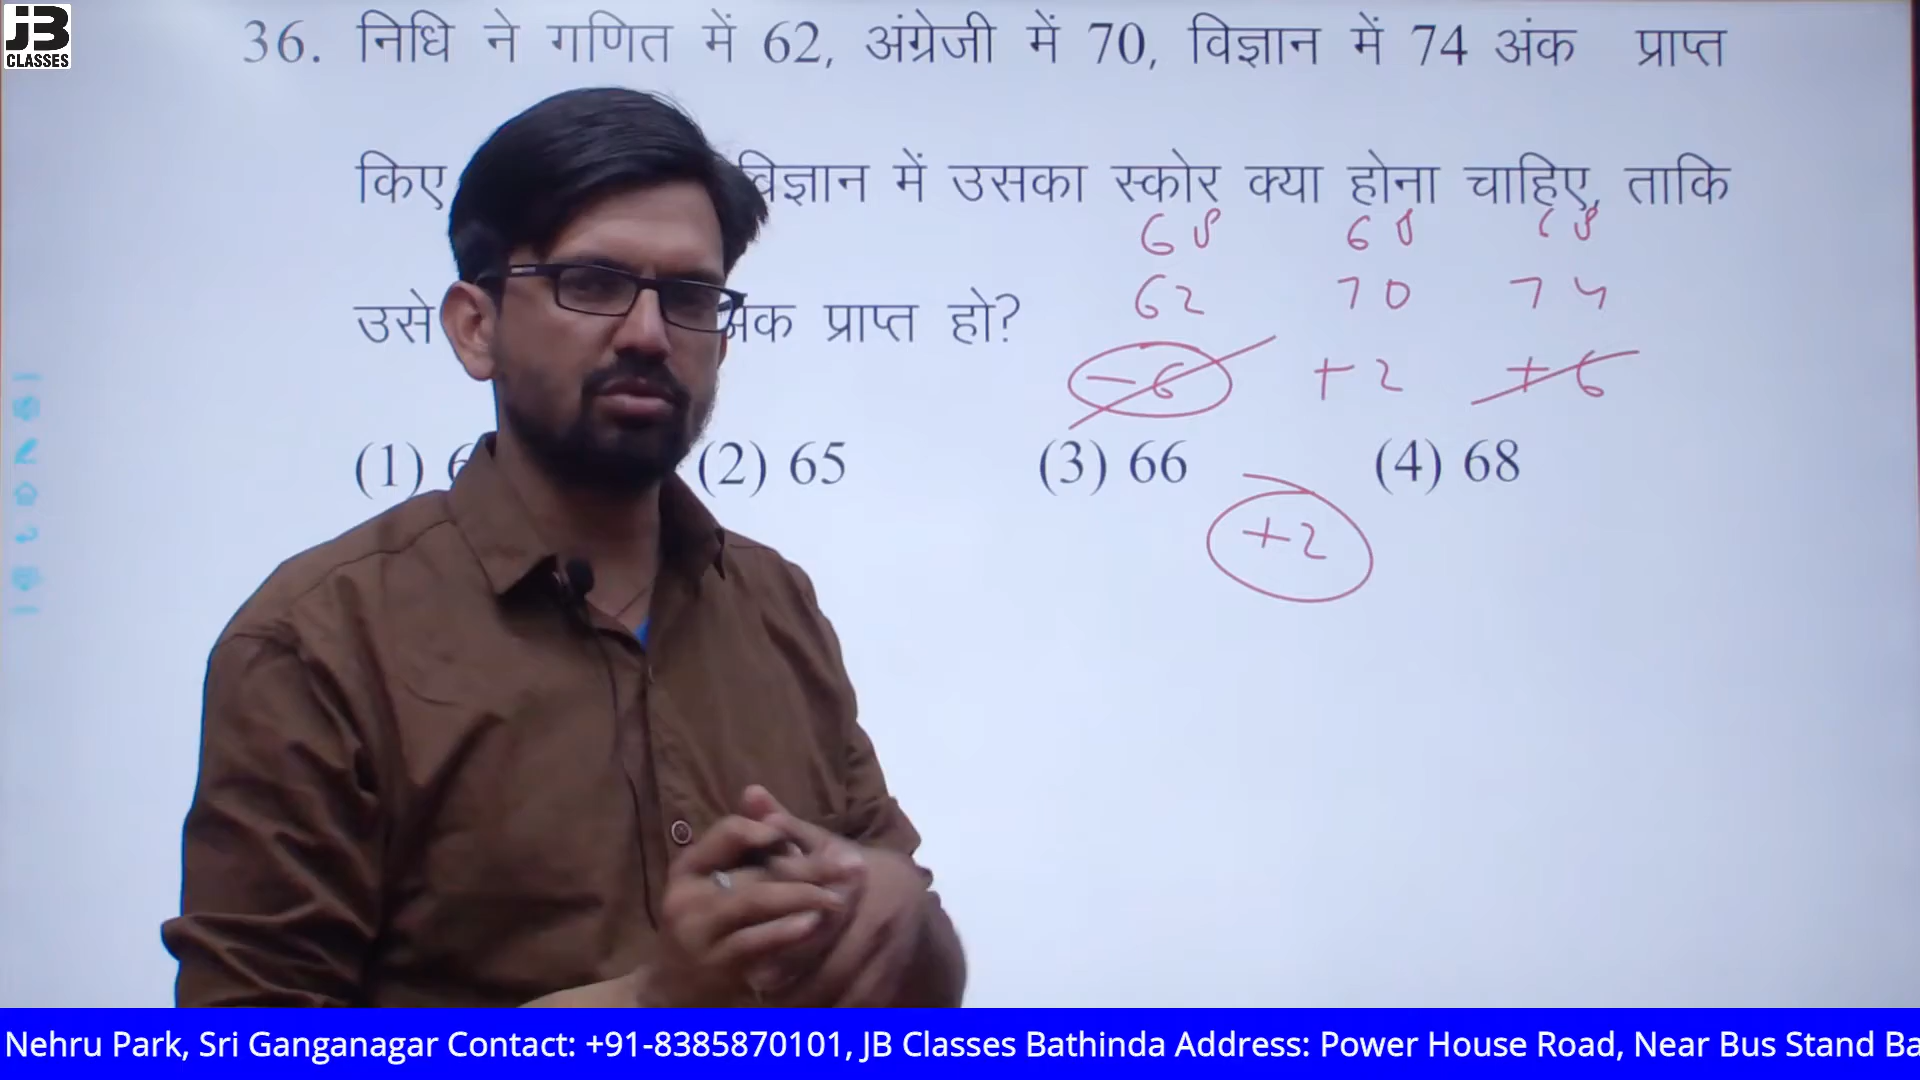 JB
CLASSES
36. निधि ने गणित में 62, अंग्रेजी में 70, विज्ञान में 74 अंक प्राप्त
किए विज्ञान में उसका स्कोर क्या होना चाहिए, ताकि
68 68 68
उसे अंक प्राप्त हो? 62 70 74
-6 +2 +6
(1) 6 (2) 65 (3) 66 (4) 68
+2
Nehru Park, Sri Ganganagar Contact: +91-8385870101, JB Classes Bathinda Address: Power House Road, Near Bus Stand Ba